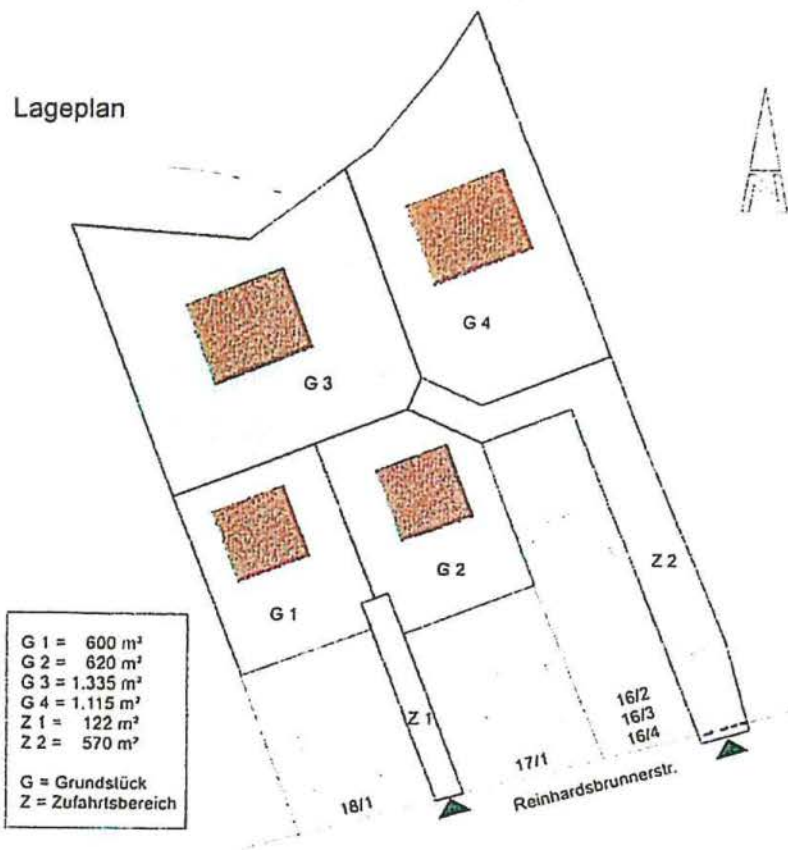 Lageplan
G 4
G 3
G 2
G 1
Z 2
Z 1
G 1 = 600 m²
G 2 = 620 m²
G 3 = 1.335 m²
G 4 = 1.115 m²
Z 1 = 122 m²
Z 2 = 570 m²
G = Grundstück
Z = Zufahrtsbereich
16/2
16/3
16/4
17/1
18/1
Reinhardsbrunnerstr.